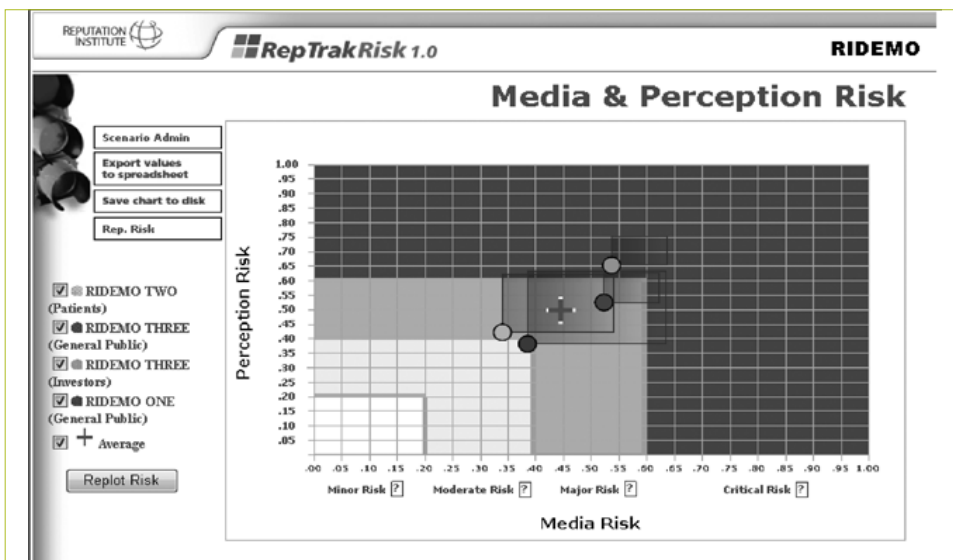 REPUTATION
INSTITUTE
RepTrakRisk 1.0
RIDEMO
Media & Perception Risk
Scenario Admin
Export values
to spreadsheet
Save chart to disk
Rep. Risk
RIDEMO TWO
(Patients)
RIDEMO THREE
(General Public)
RIDEMO THREE
(Investors)
RIDEMO ONE
(General Public)
Average
Replot Risk
Perception Risk
1.00
.95
.90
.85
.80
.75
.70
.65
.60
.55
.50
.45
.40
.35
.30
.25
.20
.15
.10
.05
.00 .05 .10 .15 .20 .25 .30 .35 .40 .45 .50 .55 .60 .65 .70 .75 .80 .85 .90 .95 1.00
Minor Risk ? Moderate Risk ? Major Risk ? Critical Risk ?
Media Risk